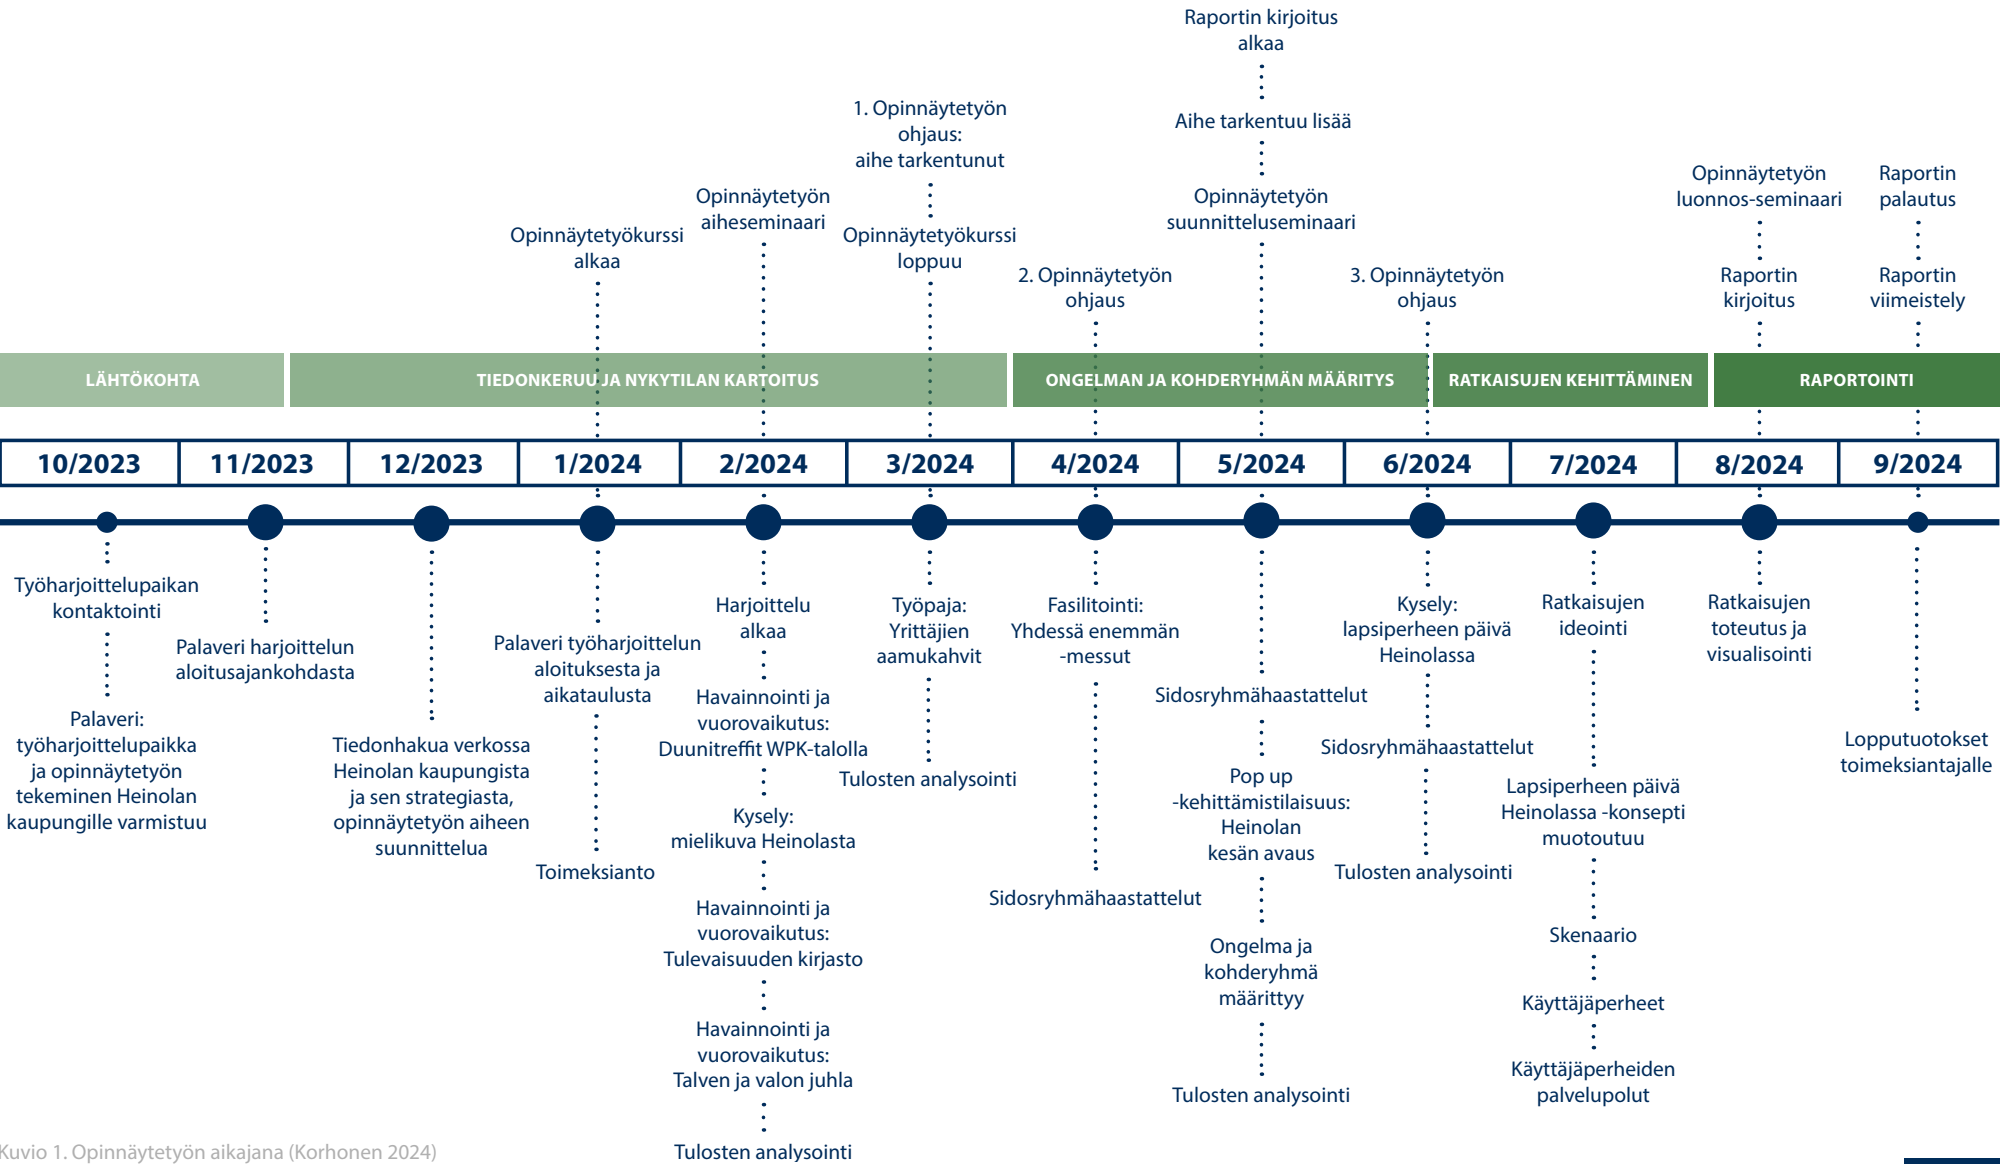 Raportin kirjoitus
alkaa
Aihe tarkentuu lisää
Opinnäytetyön
suunnitteluseminaari
1. Opinnäytetyön
ohjaus:
aihe tarkentunut
Opinnäytetyökurssi
loppuu
Opinnäytetyön
aiheseminaari
Opinnäytetyökurssi
alkaa
2. Opinnäytetyön
ohjaus
3. Opinnäytetyön
ohjaus
Opinnäytetyön
luonnos-seminaari
Raportin
kirjoitus
Raportin
palautus
Raportin
viimeistely
LÄHTÖKOHTA
TIEDONKERUU JA NYKYTILAN KARTOITUS
ONGELMAN JA KOHDERYHMÄN MÄÄRITYS
RATKAISUJEN KEHITTÄMINEN
RAPORTOINTI
10/2023
11/2023
12/2023
1/2024
2/2024
3/2024
4/2024
5/2024
6/2024
7/2024
8/2024
9/2024
Työharjoittelupaikan
kontaktointi
Palaveri:
työharjoittelupaikka
ja opinnäytetyön
tekeminen Heinolan
kaupungille varmistuu
Palaveri harjoittelun
aloitusajankohdasta
Tiedonhakua verkossa
Heinolan kaupungista
ja sen strategiasta,
opinnäytetyön aiheen
suunnittelua
Palaveri työharjoittelun
aloituksesta ja
aikataulusta
Toimeksianto
Harjoittelu
alkaa
Havainnointi ja
vuorovaikutus:
Duunitreffit WPK-talolla
Kysely:
mielikuva Heinolasta
Havainnointi ja
vuorovaikutus:
Tulevaisuuden kirjasto
Havainnointi ja
vuorovaikutus:
Talven ja valon juhla
Tulosten analysointi
Työpaja:
Yrittäjien
aamukahvit
Tulosten analysointi
Fasilitointi:
Yhdessä enemmän
-messut
Sidosryhmähaastattelut
Sidosryhmähaastattelut
Pop up
-kehittämistilaisuus:
Heinolan
kesän avaus
Ongelma ja
kohderyhmä
määrittyy
Tulosten analysointi
Kysely:
lapsiperheen päivä
Heinolassa
Sidosryhmähaastattelut
Tulosten analysointi
Ratkaisujen
ideointi
Lapsiperheen päivä
Heinolassa -konsepti
muotoutuu
Skenaario
Käyttäjäperheet
Käyttäjäperheiden
palvelupolut
Ratkaisujen
toteutus ja
visualisointi
Lopputuotokset
toimeksiantajalle
Kuvio 1. Opinnäytetyön aikajana (Korhonen 2024)